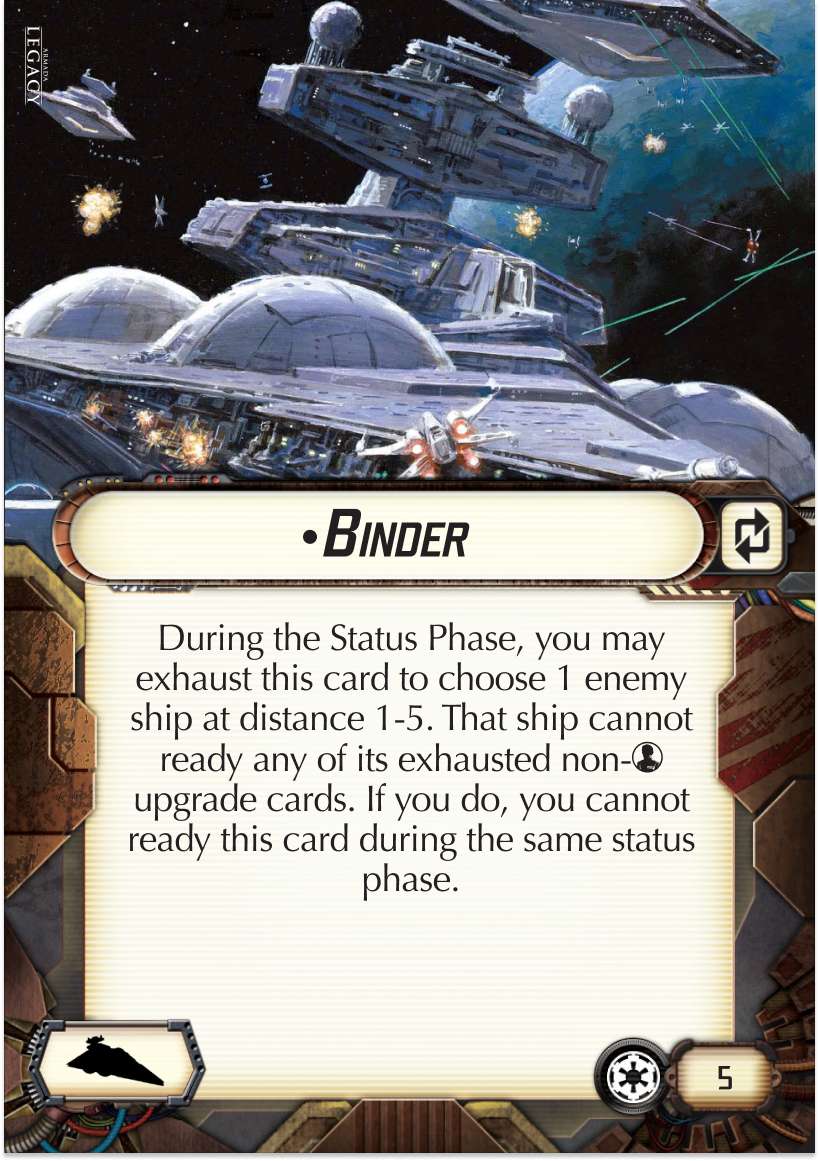 ARMADA
LEGACY
•Binder
During the Status Phase, you may
exhaust this card to choose 1 enemy
ship at distance 1-5. That ship cannot
ready any of its exhausted non-
upgrade cards. If you do, you cannot
ready this card during the same status
phase.
5